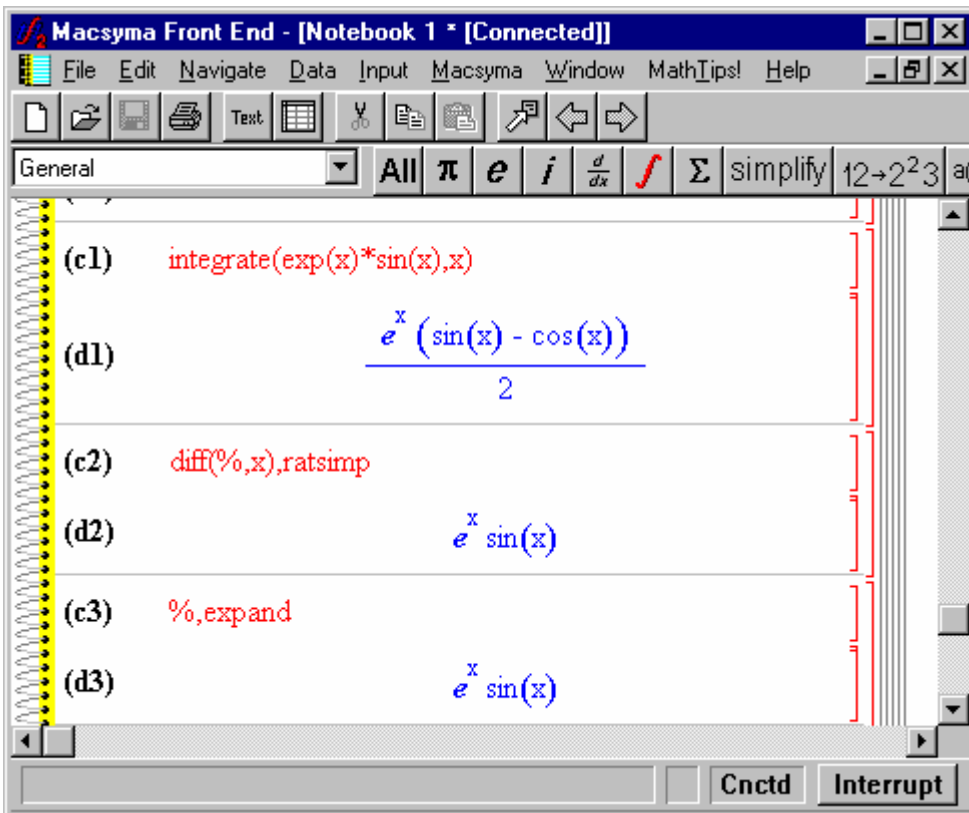 Macsyma Front End - [Notebook 1 * [Connected]]
File Edit Navigate Data Input Macsyma Window MathTips! Help
Text
General All π e i d/dx ∫ Σ simplify 12→2²3 a(
(c1) integrate(exp(x)*sin(x),x)
(d1) e^x (sin(x) - cos(x)) / 2
(c2) diff(%,x),ratsimp
(d2) e^x sin(x)
(c3) %,expand
(d3) e^x sin(x)
Cnctd Interrupt